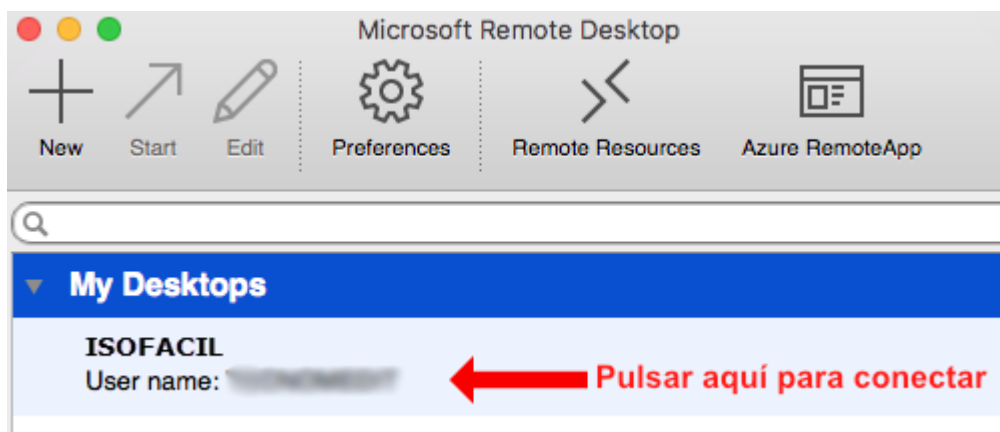 Microsoft Remote Desktop
New Start Edit Preferences Remote Resources Azure RemoteApp
My Desktops
ISOFACIL
User name:
Pulsar aquí para conectar